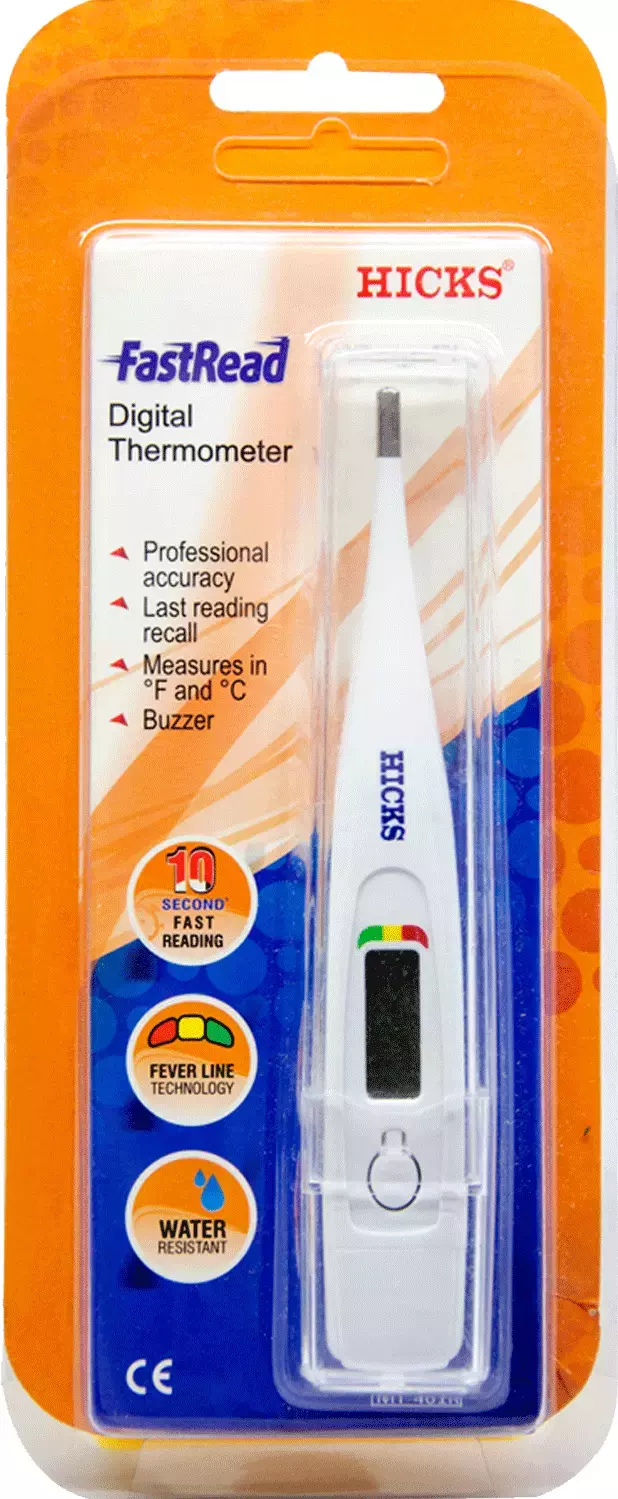 HICKS®
FastRead
Digital
Thermometer
Professional
accuracy
Last reading
recall
Measures in
°F and °C
Buzzer
HICKS
10
SECOND*
FAST
READING
FEVER LINE
TECHNOLOGY
WATER
RESISTANT
CE